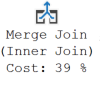 Merge Join
(Inner Join)
Cost: 39 %